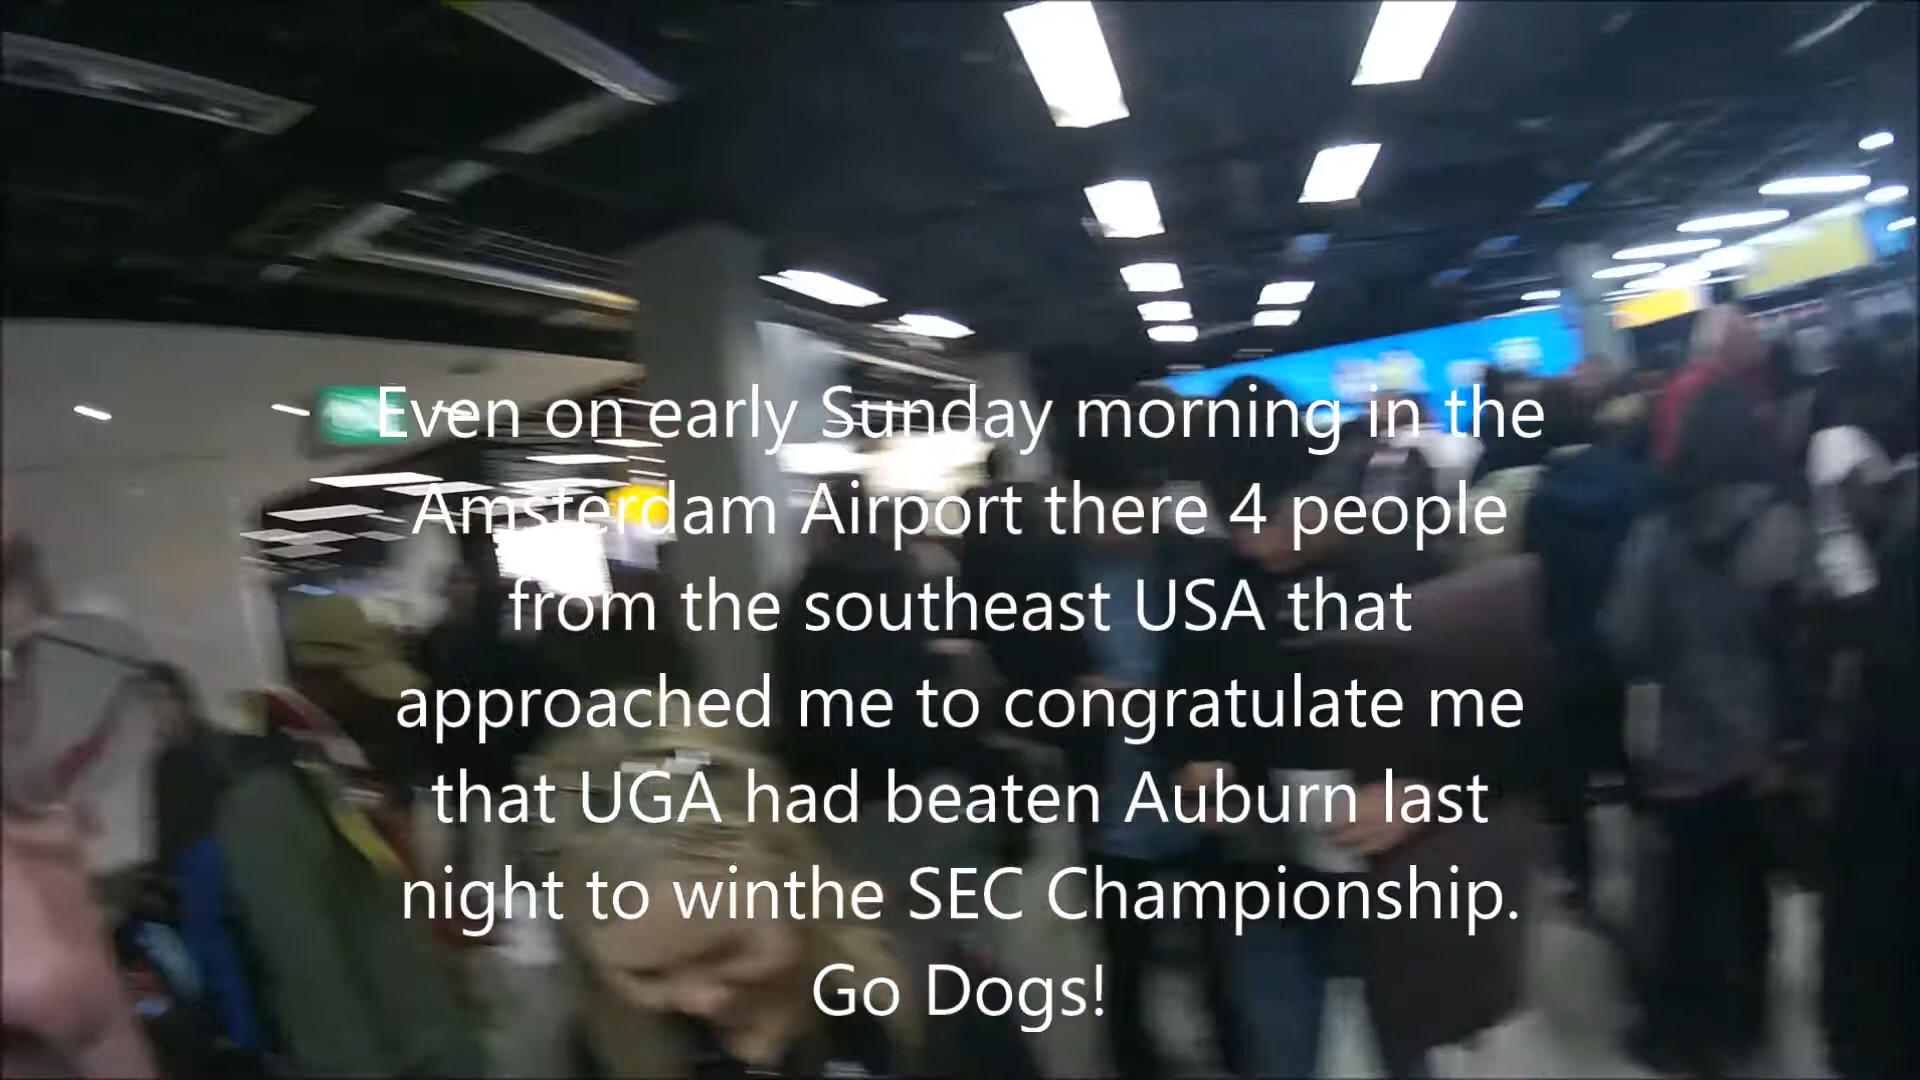 Even on early Sunday morning in the
Amsterdam Airport there 4 people
from the southeast USA that
approached me to congratulate me
that UGA had beaten Auburn last
night to winthe SEC Championship.
Go Dogs!